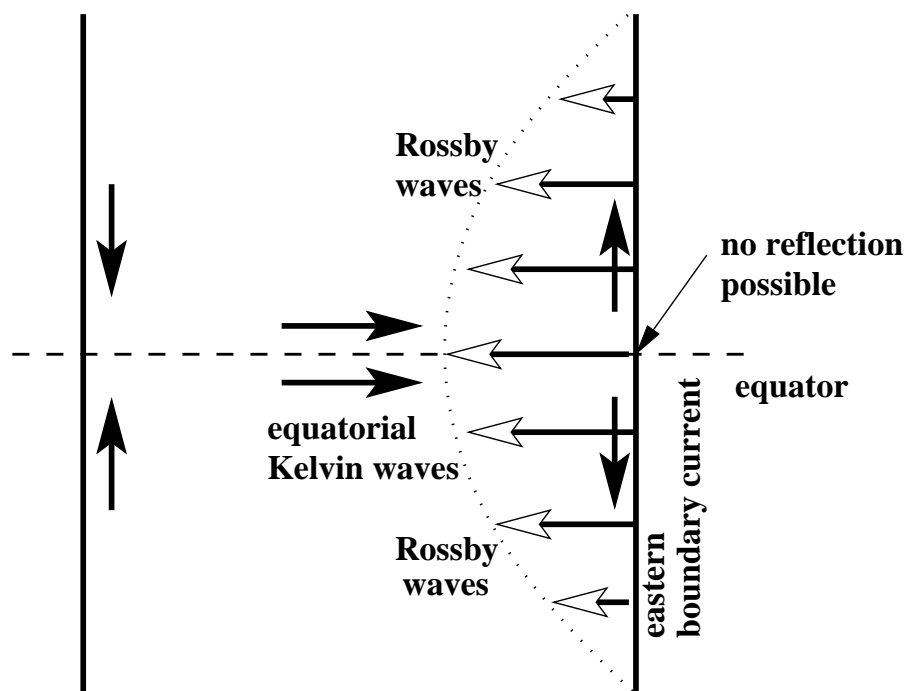 Rossby
waves
no reflection
possible
equator
equatorial
Kelvin waves
eastern
boundary current
Rossby
waves